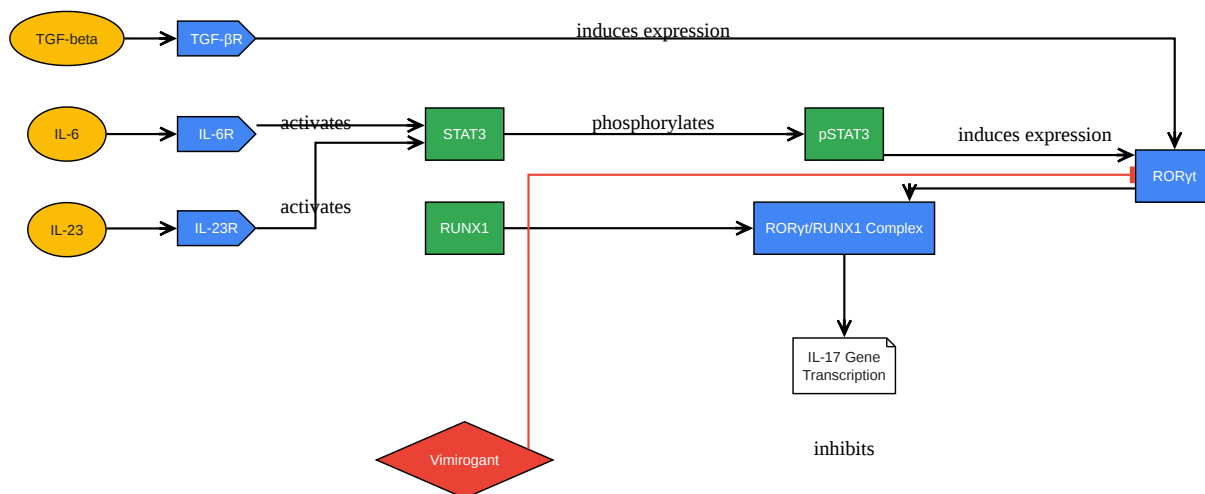 TGF-beta
TGF-βR
induces expression
IL-6
IL-6R
activates
STAT3
phosphorylates
pSTAT3
induces expression
RORγt
IL-23
IL-23R
activates
RUNX1
RORγt/RUNX1 Complex
IL-17 Gene
Transcription
Vimirogant
inhibits